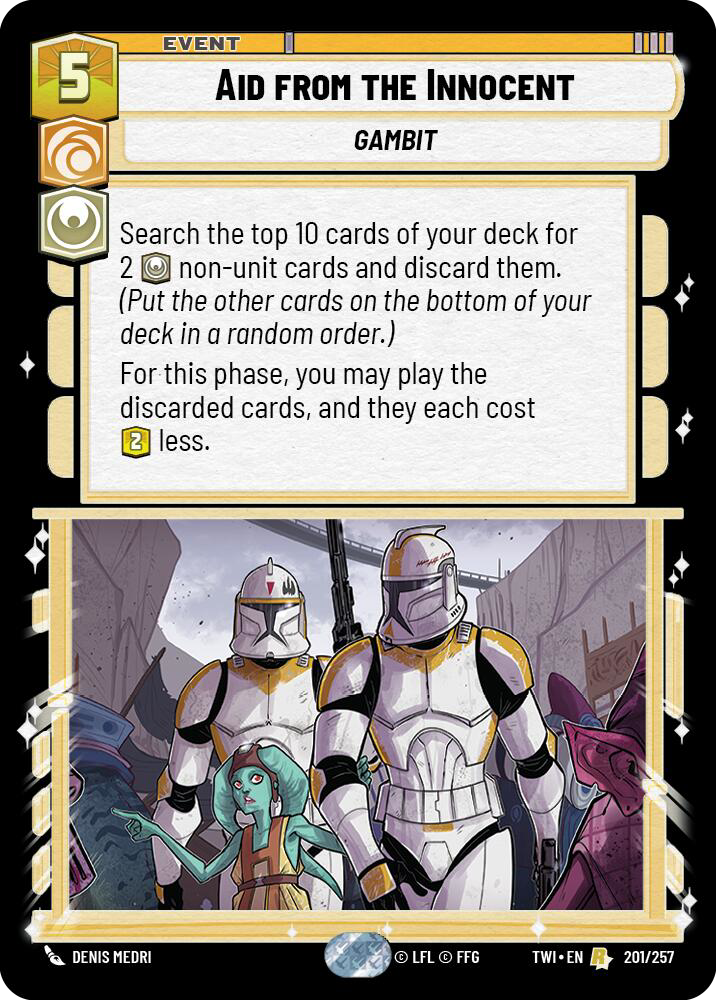 EVENT
5
AID FROM THE INNOCENT
GAMBIT
Search the top 10 cards of your deck for
2 non-unit cards and discard them.
(Put the other cards on the bottom of your
deck in a random order.)
For this phase, you may play the
discarded cards, and they each cost
2 less.
DENIS MEDRI
© LFL © FFG
TWI•EN R 201/257